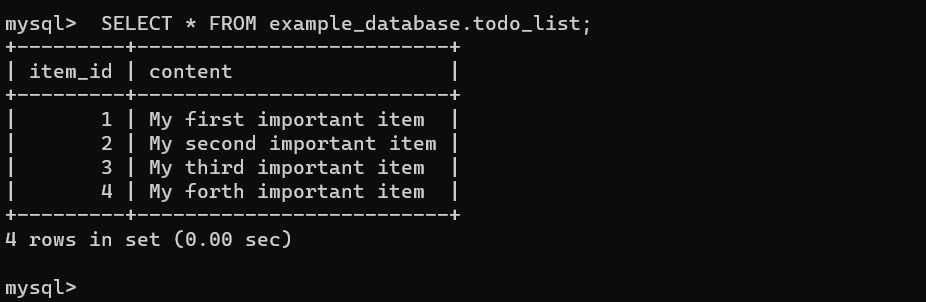 mysql>  SELECT * FROM example_database.todo_list;
+---------+--------------------------+
| item_id | content                  |
+---------+--------------------------+
|       1 | My first important item  |
|       2 | My second important item |
|       3 | My third important item  |
|       4 | My forth important item  |
+---------+--------------------------+
4 rows in set (0.00 sec)

mysql>